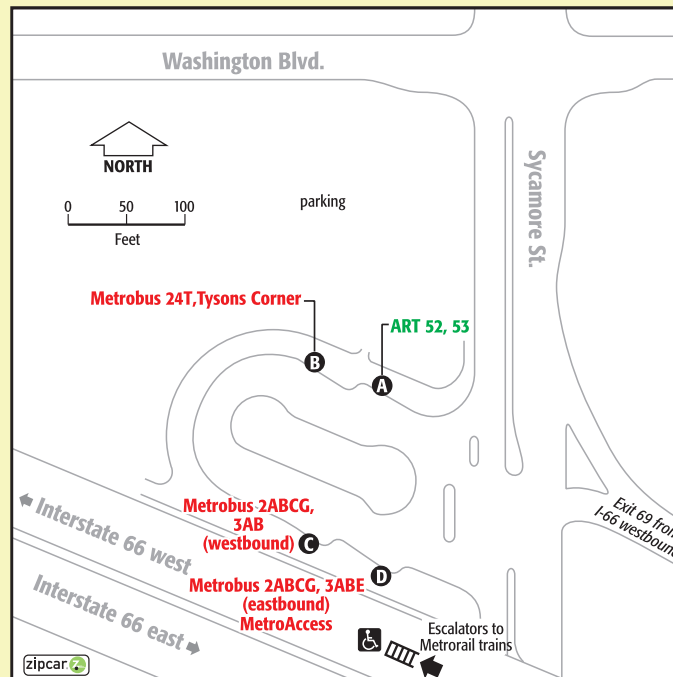 Washington Blvd.
NORTH
0 50 100
Feet
parking
Sycamore St.
Metrobus 24T,Tysons Corner
ART 52, 53
B
A
Interstate 66 west
Metrobus 2ABCG,
3AB
(westbound)
C
Exit 69 from
I-66 westbound
D
Metrobus 2ABCG, 3ABE
(eastbound)
MetroAccess
Interstate 66 east
Escalators to
Metrorail trains
zipcar z